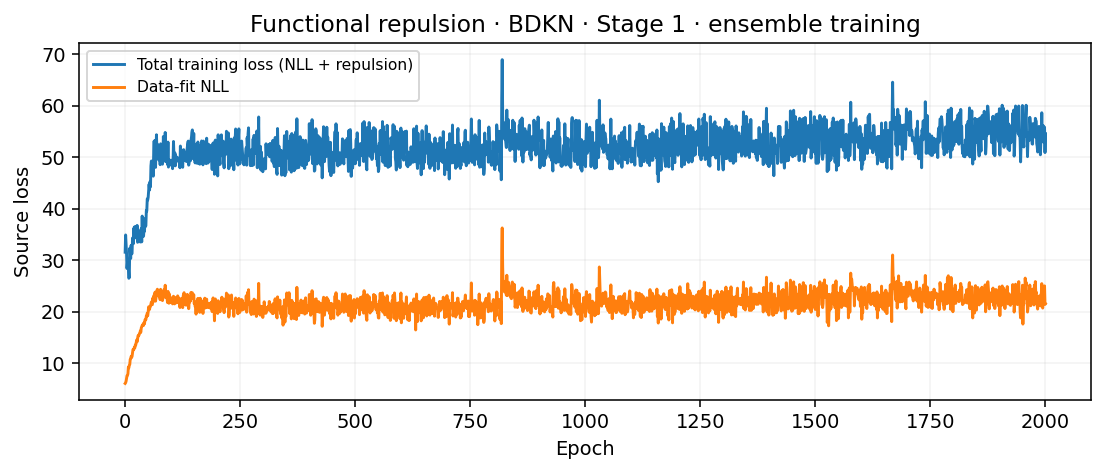 Functional repulsion · BDKN · Stage 1 · ensemble training
Total training loss (NLL + repulsion)
Data-fit NLL
Source loss
70
60
50
40
30
20
10
0 250 500 750 1000 1250 1500 1750 2000
Epoch